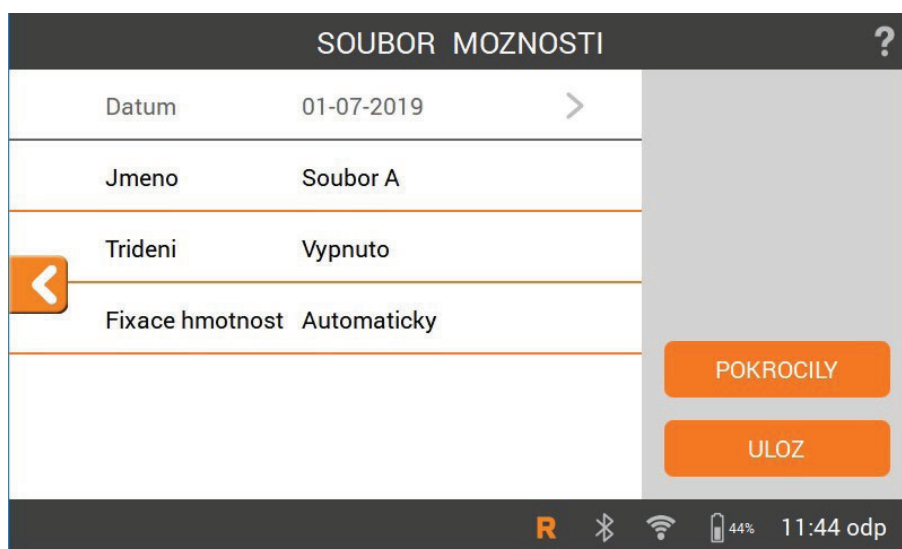 SOUBOR MOZNOSTI ?
Datum 01-07-2019
Jmeno Soubor A
Trideni Vypnuto
Fixace hmotnost Automaticky
POKROCILY
ULOZ
R 44% 11:44 odp